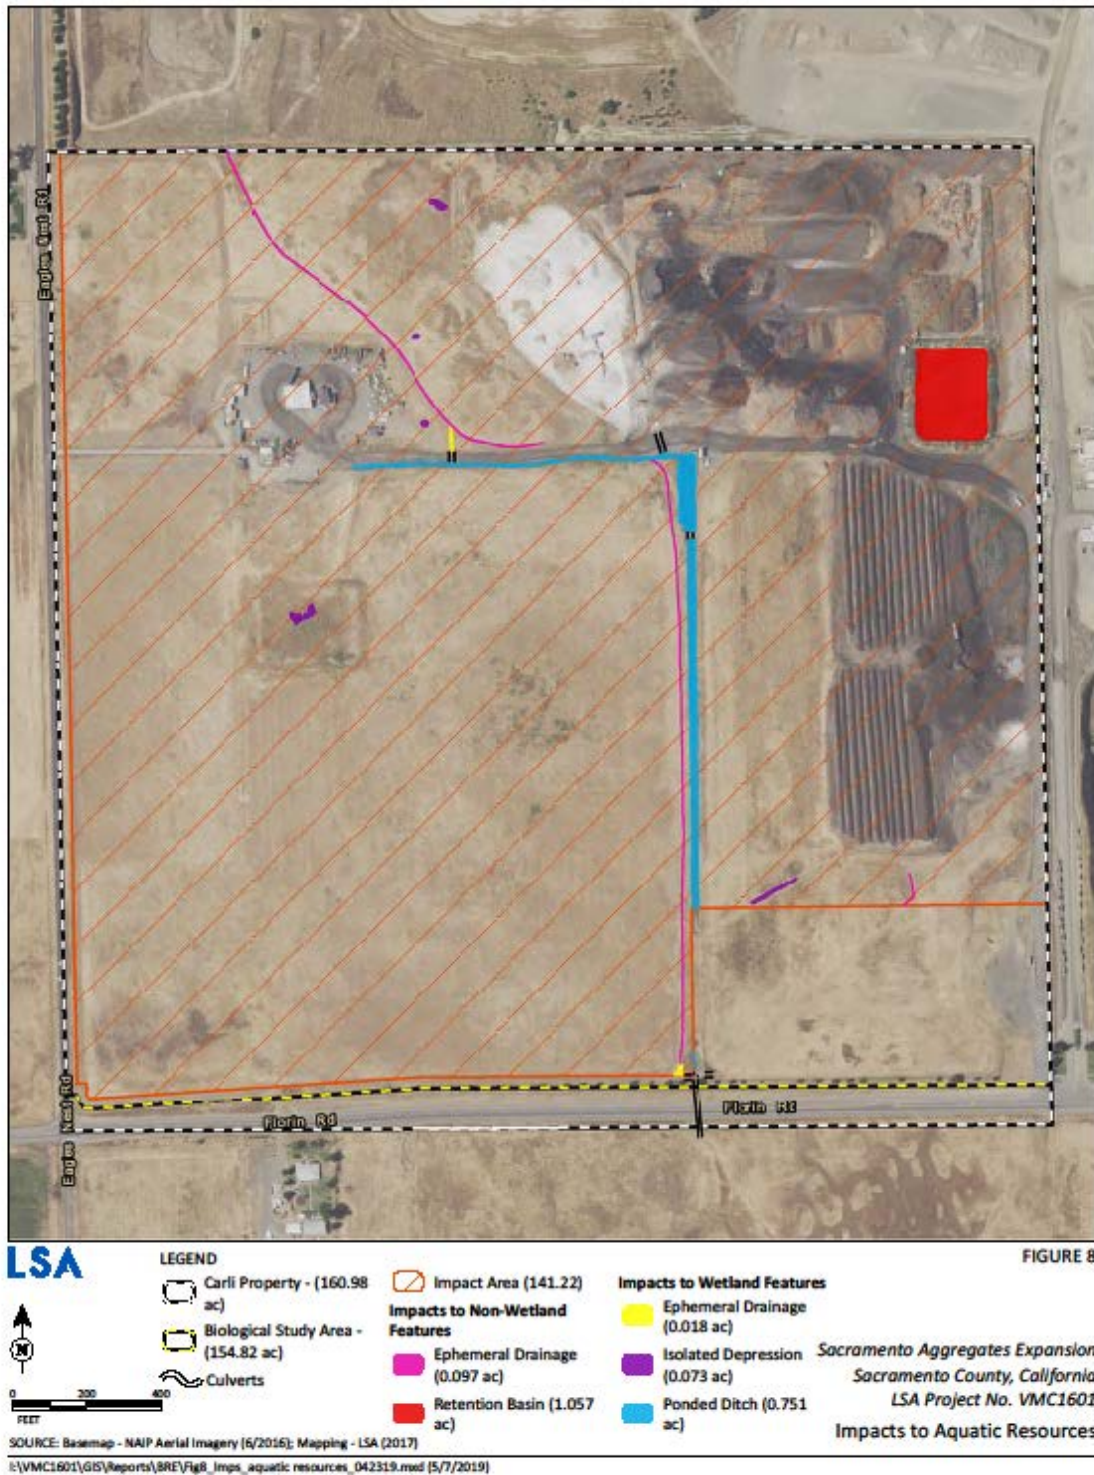 Eagles Nest Rd
Eagles Nest Rd
Florin Rd
Florin Rd
LSA
LEGEND
FIGURE 8
Carli Property - (160.98
ac)
Biological Study Area -
(154.82 ac)
Culverts
Impact Area (141.22)
Impacts to Non-Wetland
Features
Ephemeral Drainage
(0.097 ac)
Retention Basin (1.057
ac)
Impacts to Wetland Features
Ephemeral Drainage
(0.018 ac)
Isolated Depression
(0.073 ac)
Ponded Ditch (0.751
ac)
N
0 200 400
FEET
Sacramento Aggregates Expansion
Sacramento County, California
LSA Project No. VMC1601
Impacts to Aquatic Resources
SOURCE: Basemap - NAIP Aerial Imagery (6/2016); Mapping - LSA (2017)
I:\VMC1601\GIS\Reports\BRE\Fig8_Imps_aquatic resources_042319.mxd (5/7/2019)